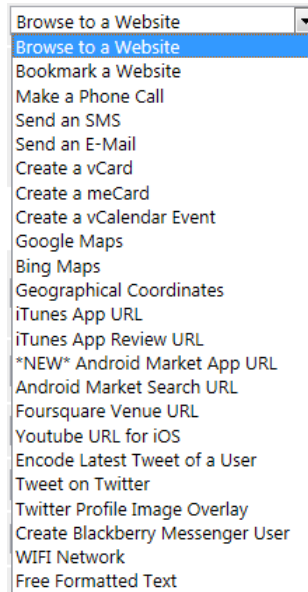 Browse to a Website
Browse to a Website
Bookmark a Website
Make a Phone Call
Send an SMS
Send an E-Mail
Create a vCard
Create a meCard
Create a vCalendar Event
Google Maps
Bing Maps
Geographical Coordinates
iTunes App URL
iTunes App Review URL
*NEW* Android Market App URL
Android Market Search URL
Foursquare Venue URL
Youtube URL for iOS
Encode Latest Tweet of a User
Tweet on Twitter
Twitter Profile Image Overlay
Create Blackberry Messenger User
WIFI Network
Free Formatted Text